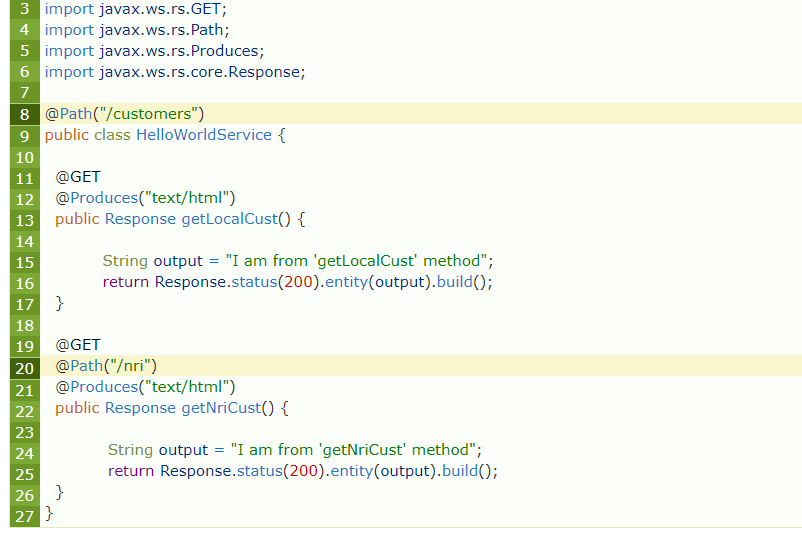 3 import javax.ws.rs.GET;
4 import javax.ws.rs.Path;
5 import javax.ws.rs.Produces;
6 import javax.ws.rs.core.Response;
7
8 @Path("/customers")
9 public class HelloWorldService {
10
11 @GET
12 @Produces("text/html")
13 public Response getLocalCust() {
14
15 String output = "I am from 'getLocalCust' method";
16 return Response.status(200).entity(output).build();
17 }
18
19 @GET
20 @Path("/nri")
21 @Produces("text/html")
22 public Response getNriCust() {
23
24 String output = "I am from 'getNriCust' method";
25 return Response.status(200).entity(output).build();
26 }
27 }